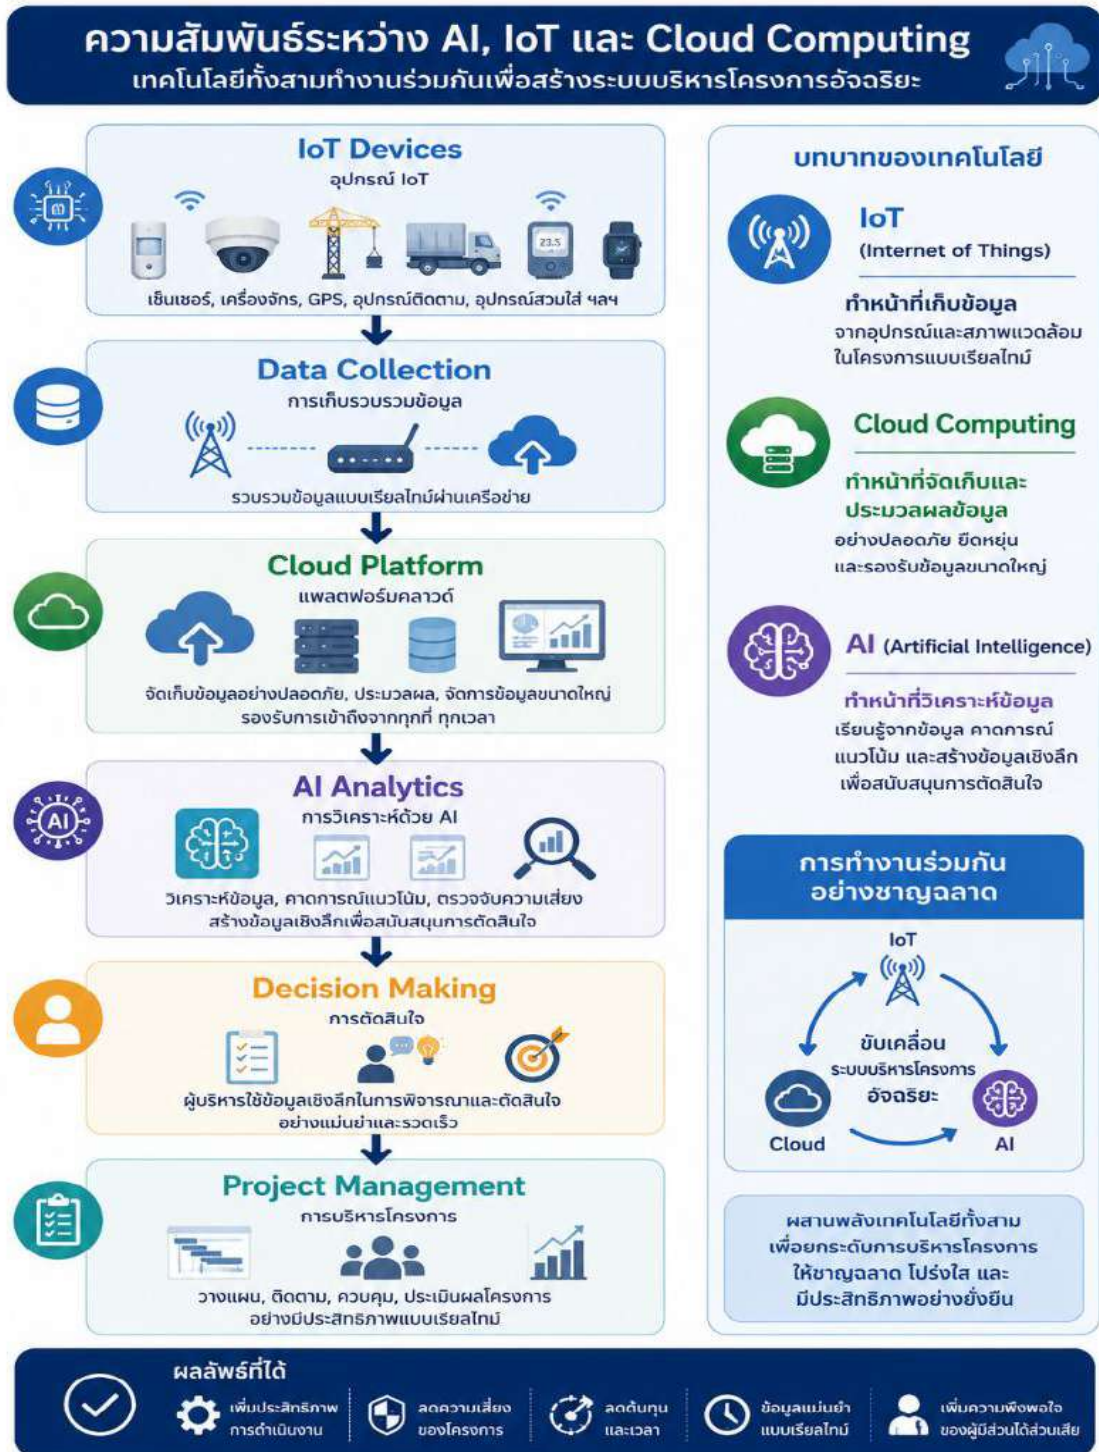 ความสัมพันธ์ระหว่าง AI, IoT และ Cloud Computing
เทคโนโลยีทั้งสามทำงานร่วมกันเพื่อสร้างระบบบริหารโครงการอัจฉริยะ
IoT Devices
อุปกรณ์ IoT
23.5
เซ็นเซอร์, เครื่องจักร, GPS, อุปกรณ์ติดตาม, อุปกรณ์สวมใส่ ฯลฯ
Data Collection
การเก็บรวบรวมข้อมูล
รวบรวมข้อมูลแบบเรียลไทม์ผ่านเครือข่าย
Cloud Platform
แพลตฟอร์มคลาวด์
จัดเก็บข้อมูลอย่างปลอดภัย, ประมวลผล, จัดการข้อมูลขนาดใหญ่
รองรับการเข้าถึงจากทุกที่ ทุกเวลา
AI
AI Analytics
การวิเคราะห์ด้วย AI
วิเคราะห์ข้อมูล, คาดการณ์แนวโน้ม, ตรวจจับความเสี่ยง
สร้างข้อมูลเชิงลึกเพื่อสนับสนุนการตัดสินใจ
Decision Making
การตัดสินใจ
ผู้บริหารใช้ข้อมูลเชิงลึกในการพิจารณาและตัดสินใจ
อย่างแม่นยำและรวดเร็ว
Project Management
การบริหารโครงการ
วางแผน, ติดตาม, ควบคุม, ประเมินผลโครงการ
อย่างมีประสิทธิภาพแบบเรียลไทม์
บทบาทของเทคโนโลยี
IoT
(Internet of Things)
ทำหน้าที่เก็บข้อมูล
จากอุปกรณ์และสภาพแวดล้อม
ในโครงการแบบเรียลไทม์
Cloud Computing
ทำหน้าที่จัดเก็บและ
ประมวลผลข้อมูล
อย่างปลอดภัย ยืดหยุ่น
และรองรับข้อมูลขนาดใหญ่
AI (Artificial Intelligence)
ทำหน้าที่วิเคราะห์ข้อมูล
เรียนรู้จากข้อมูล คาดการณ์
แนวโน้ม และสร้างข้อมูลเชิงลึก
เพื่อสนับสนุนการตัดสินใจ
การทำงานร่วมกัน
อย่างชาญฉลาด
IoT
ขับเคลื่อน
ระบบบริหารโครงการ
อัจฉริยะ
Cloud
AI
ผสานพลังเทคโนโลยีทั้งสาม
เพื่อยกระดับการบริหารโครงการ
ให้ชาญฉลาด โปร่งใส และ
มีประสิทธิภาพอย่างยั่งยืน
ผลลัพธ์ที่ได้
เพิ่มประสิทธิภาพ
การดำเนินงาน
ลดความเสี่ยง
ของโครงการ
ลดต้นทุน
และเวลา
ข้อมูลแม่นยำ
แบบเรียลไทม์
เพิ่มความพึงพอใจ
ของผู้มีส่วนได้ส่วนเสีย